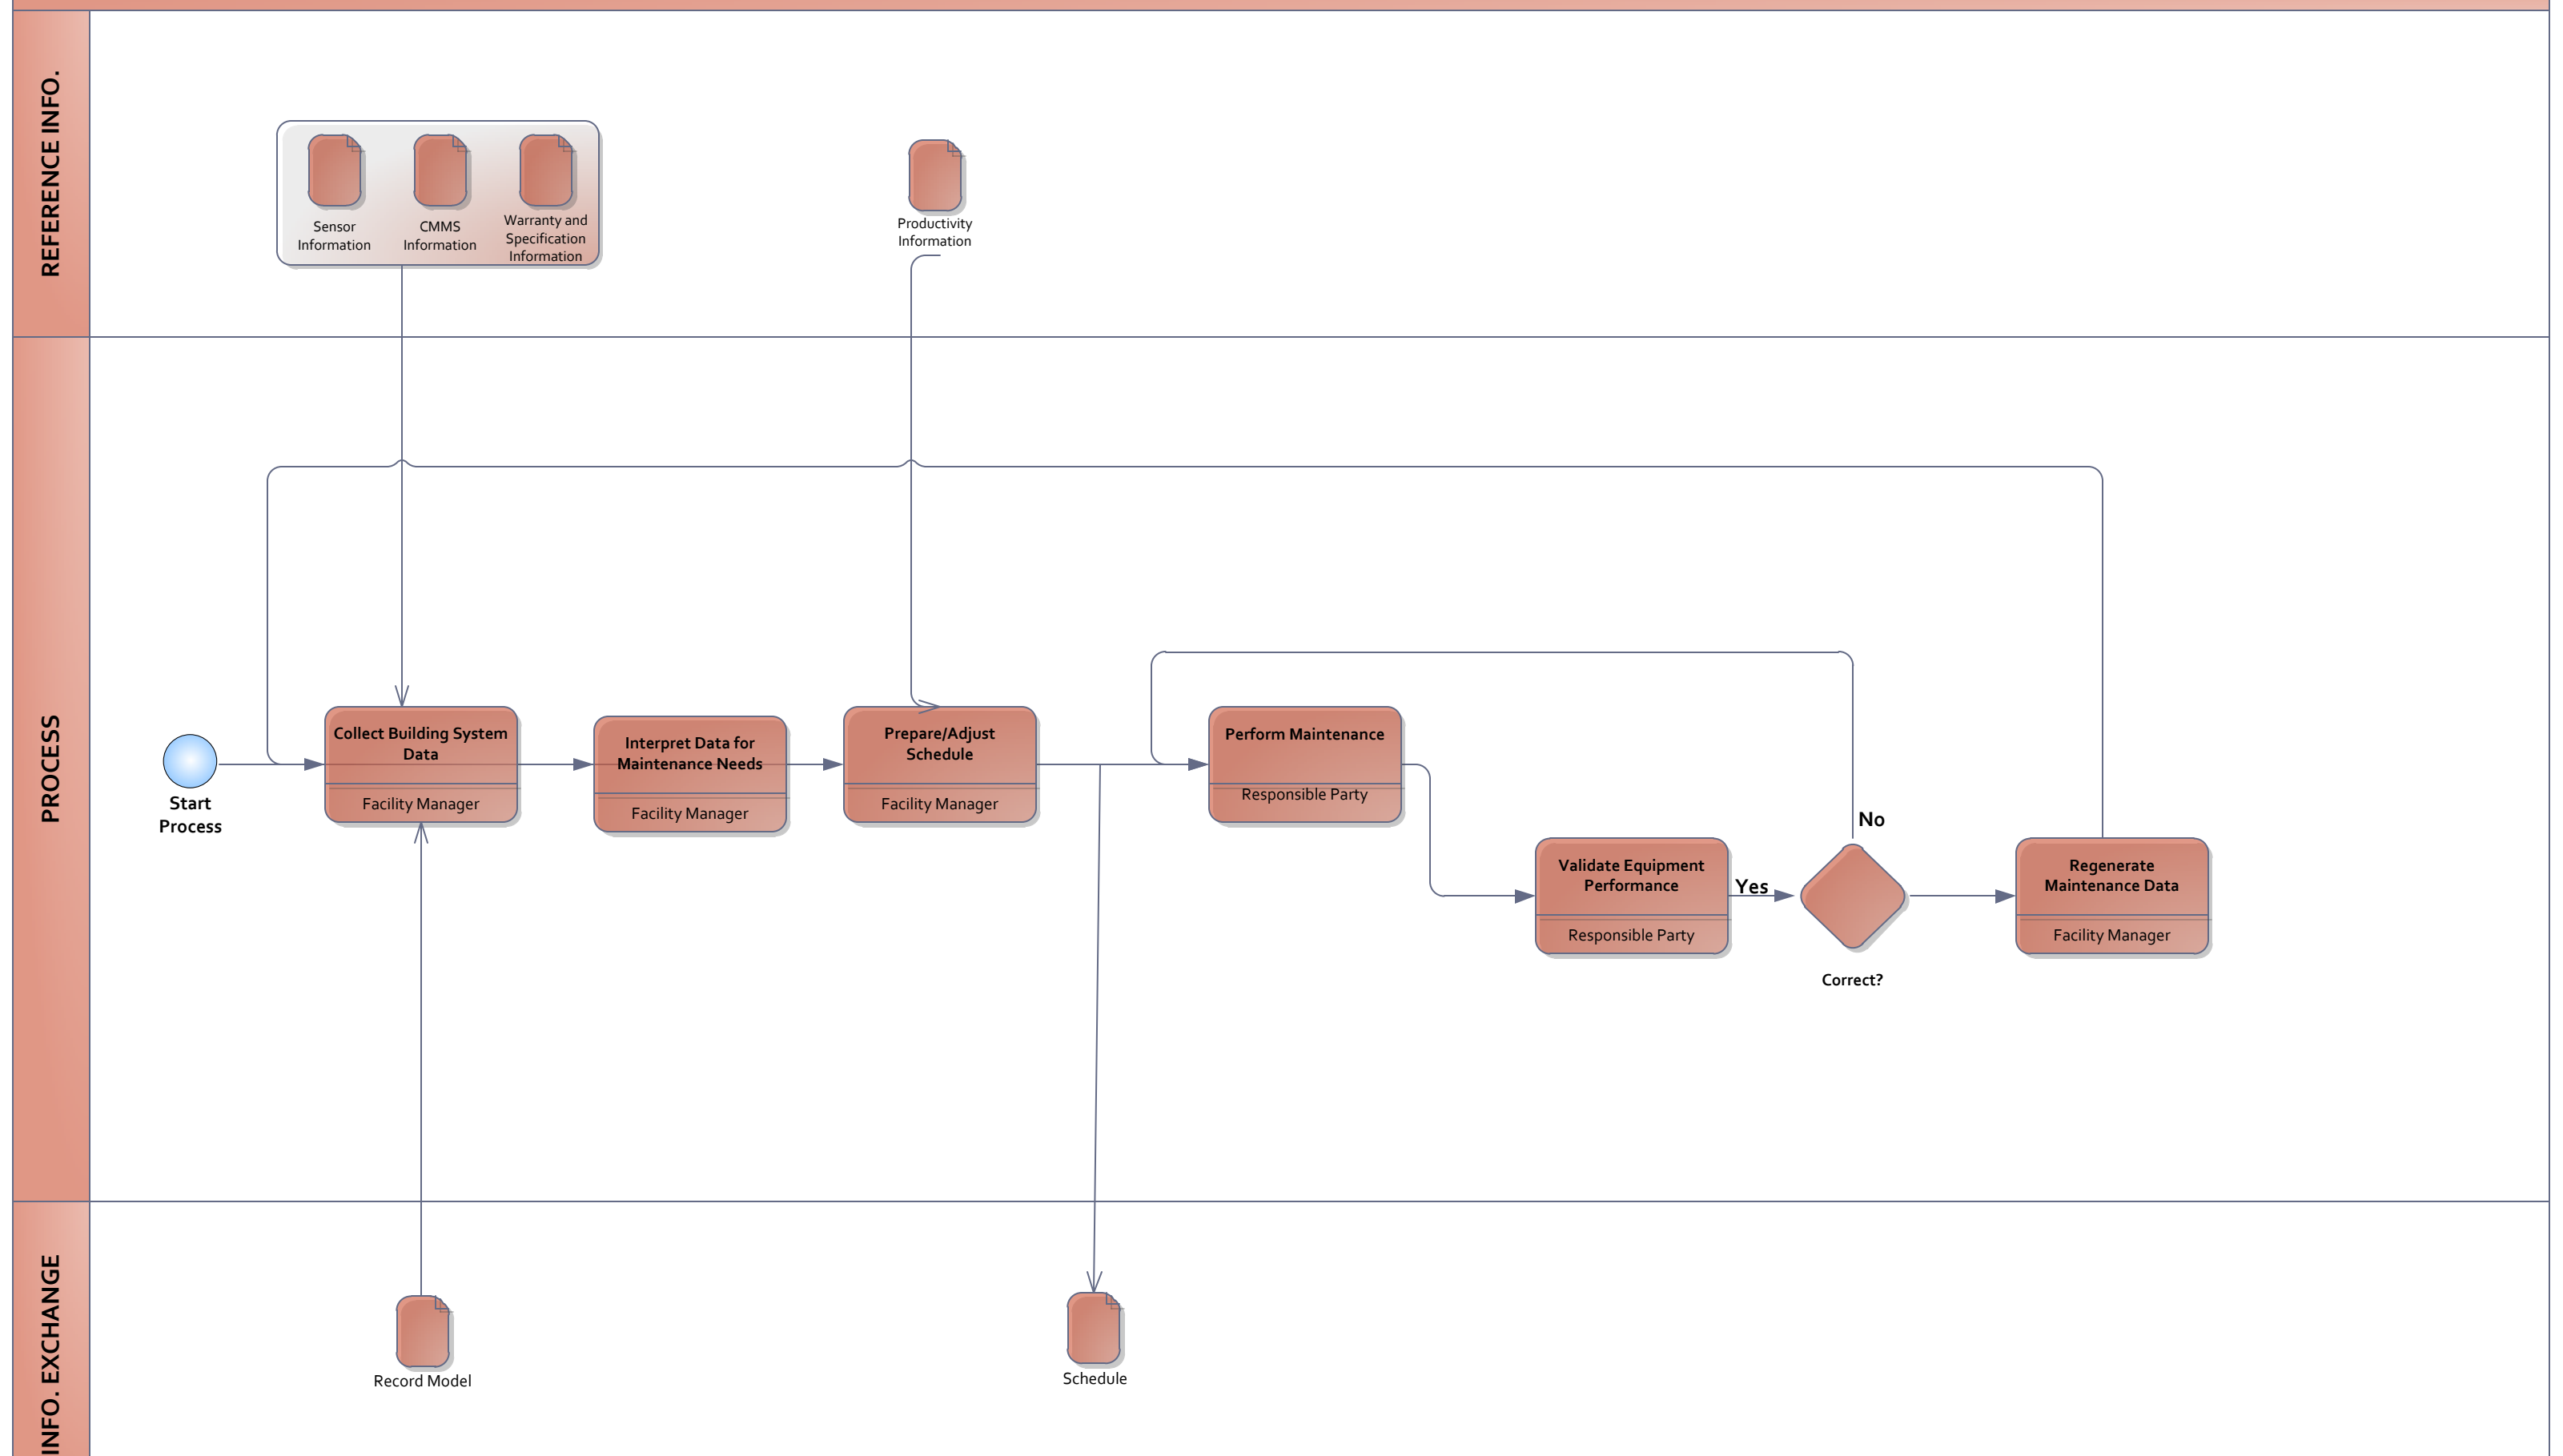 REFERENCE INFO.
Sensor
Information
CMMS
Information
Warranty and
Specification
Information
Productivity
Information
PROCESS
Start
Process
Collect Building System
Data
Facility Manager
Interpret Data for
Maintenance Needs
Facility Manager
Prepare/Adjust
Schedule
Facility Manager
Perform Maintenance
Responsible Party
Validate Equipment
Performance
Responsible Party
Yes
No
Correct?
Regenerate
Maintenance Data
Facility Manager
INFO. EXCHANGE
Record Model
Schedule